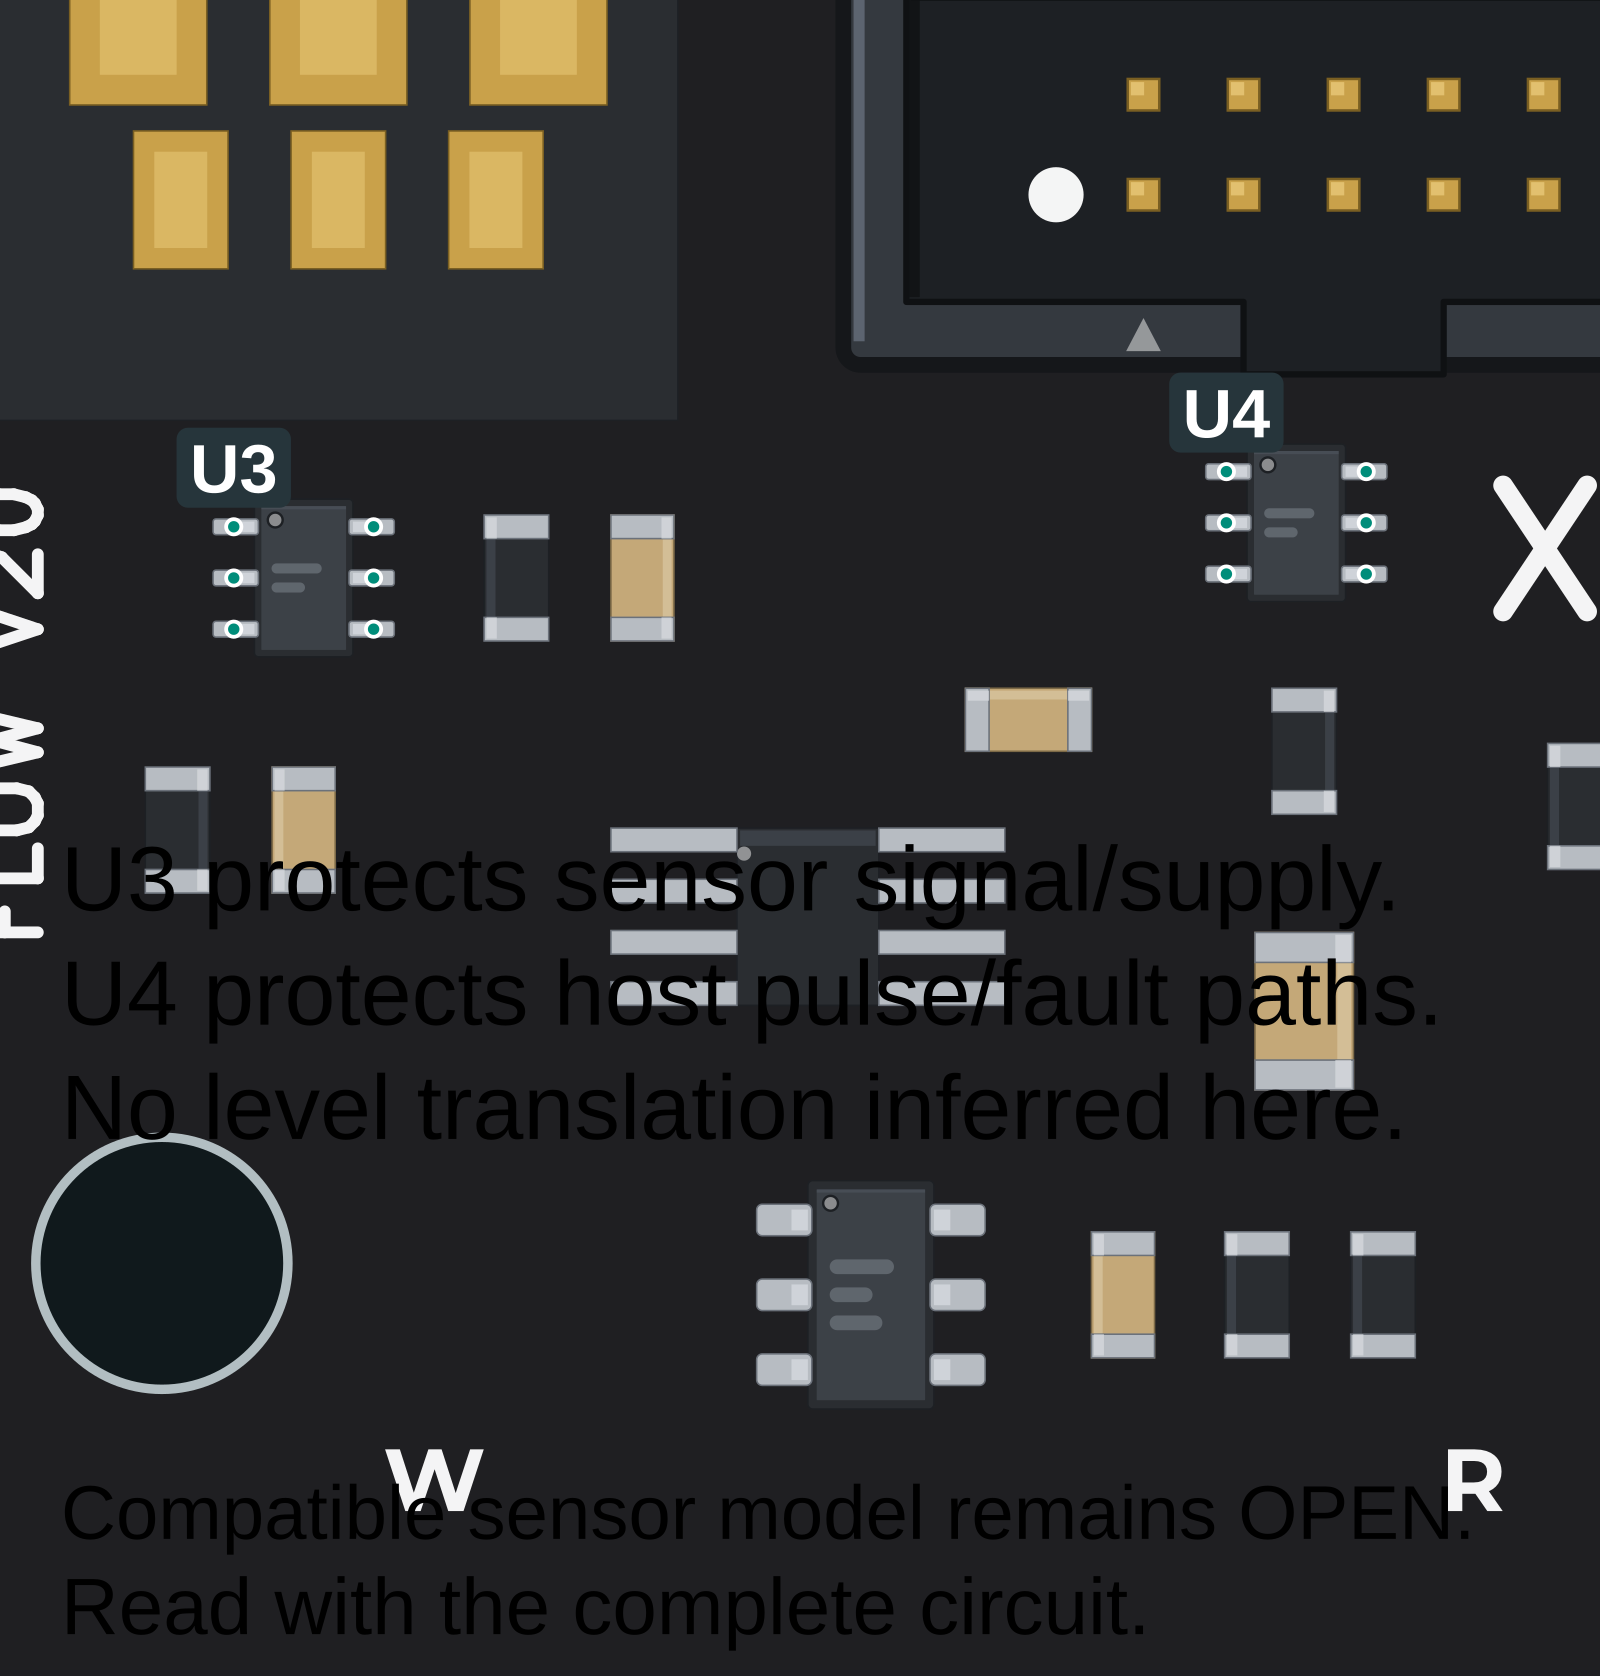 U4
U3
X
FLOW V20
U3 protects sensor signal/supply.
U4 protects host pulse/fault paths.
No level translation inferred here.
W
R
Compatible sensor model remains OPEN.
Read with the complete circuit.